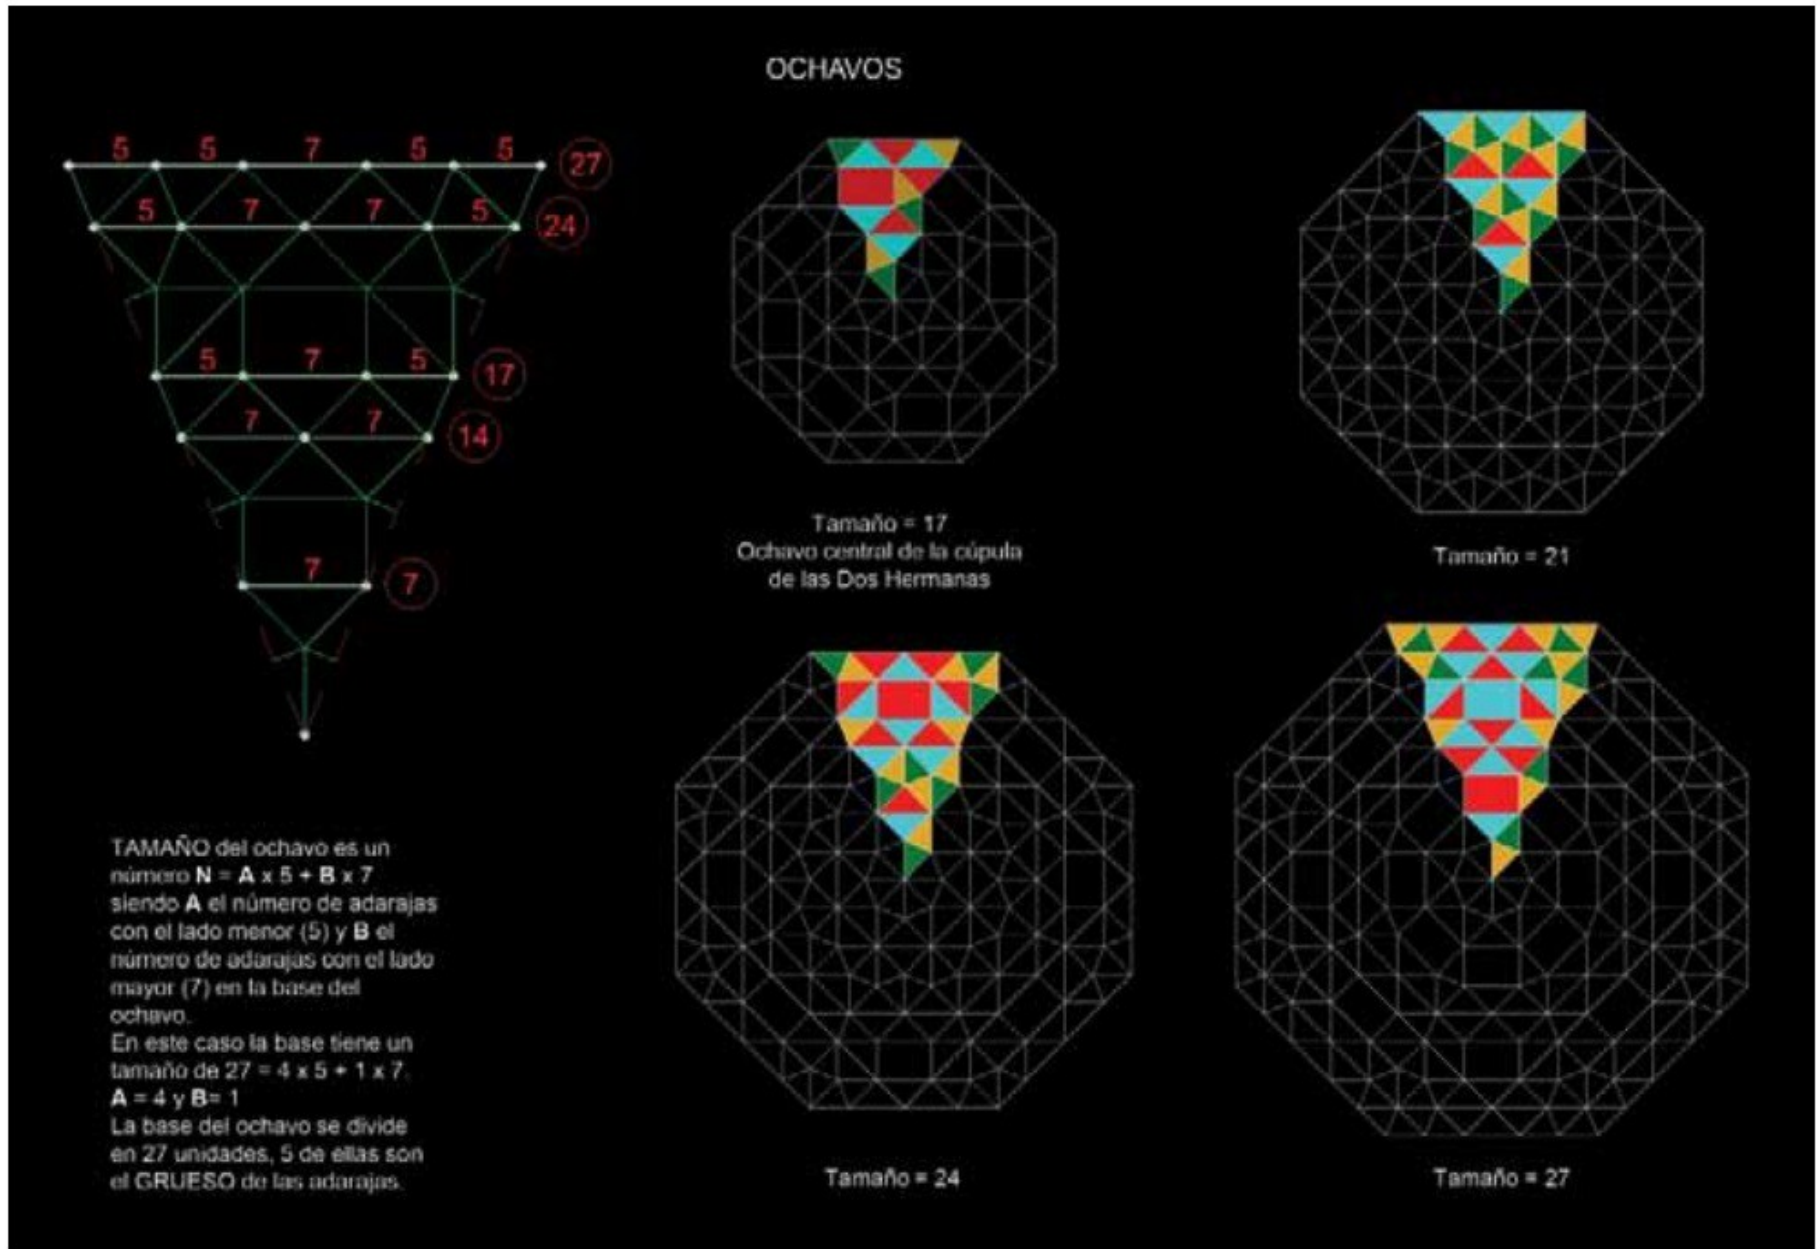 OCHAVOS
5 5 7 5 5 27
5 7 7 5 24
5 7 5 17
7 7 14
7 7
TAMAÑO del ochavo es un
número N = A x 5 + B x 7
siendo A el número de adarajas
con el lado menor (5) y B el
número de adarajas con el lado
mayor (7) en la base del
ochavo.
En este caso la base tiene un
tamaño de 27 = 4 x 5 + 1 x 7.
A = 4 y B= 1
La base del ochavo se divide
en 27 unidades, 5 de ellas son
el GRUESO de las adarajas.
Tamaño = 17
Ochavo central de la cúpula
de las Dos Hermanas
Tamaño = 21
Tamaño = 24
Tamaño = 27